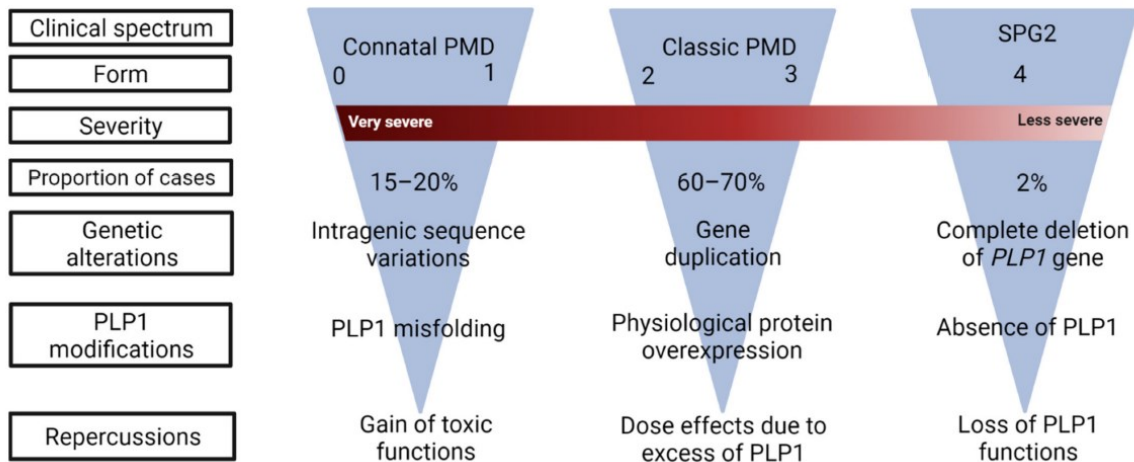 Clinical spectrum
Connatal PMD
Classic PMD
SPG2
Form
0
1
2
3
4
Severity
Very severe
Less severe
Proportion of cases
15–20%
60–70%
2%
Genetic
alterations
Intragenic sequence
variations
Gene
duplication
Complete deletion
of PLP1 gene
PLP1
modifications
PLP1 misfolding
Physiological protein
overexpression
Absence of PLP1
Repercussions
Gain of toxic
functions
Dose effects due to
excess of PLP1
Loss of PLP1
functions